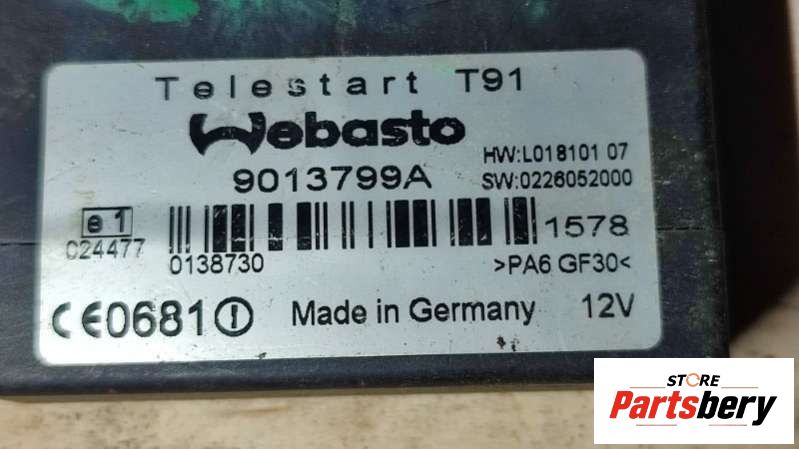 Telestart T91
Webasto
HW:L018101 07
9013799A
SW:0226052000
e1
024477
1578
0138730
>PA6 GF30<
CE0681
Made in Germany
12V
STORE
Partsbery